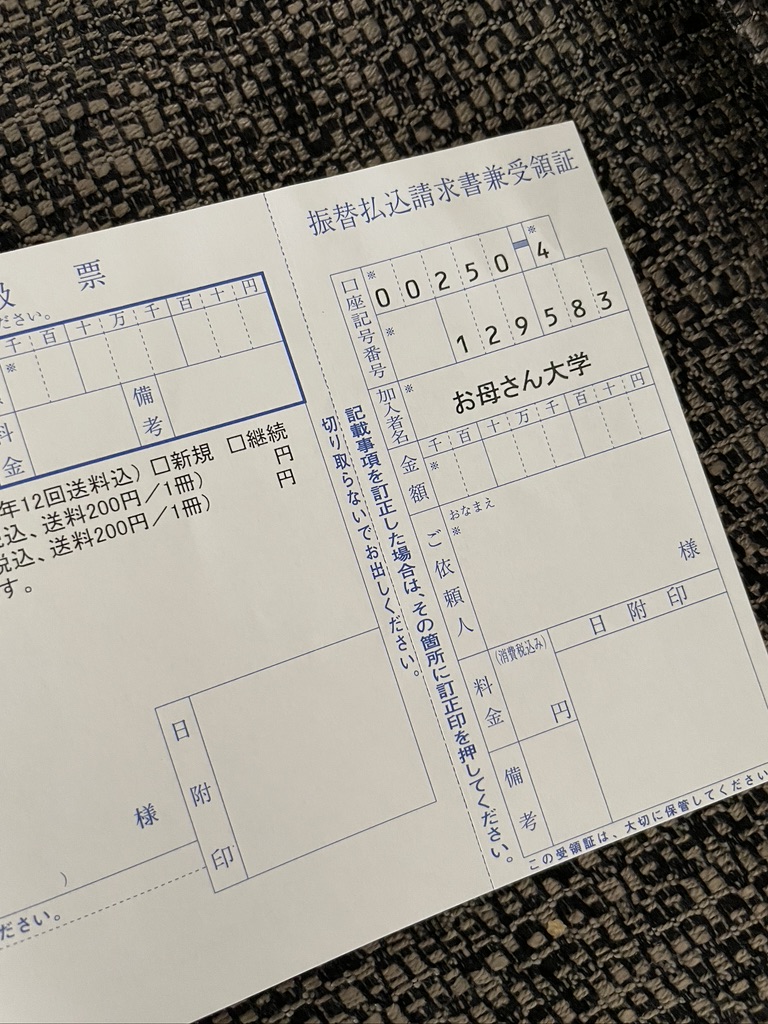 票
ださい。
千百十万千百十円
※
備考
料金
年12回送料込）□新規 □継続
税込、送料200円／1冊） 円
税込、送料200円／1冊） 円
す。
日附印
様
）
ださい。
切り取らないでお出しください。
記載事項を訂正した場合は、その箇所に訂正印を押してください。
振替払込請求書兼受領証
口座記号番号
※ 00250-4 ※
※ 129583
加入者名
※ お母さん大学
金額
千百十万千百十円
※
ご依頼人
おなまえ
※
様
料金
(消費税込み)
円
日附印
備考
この受領証は、大切に保管してください